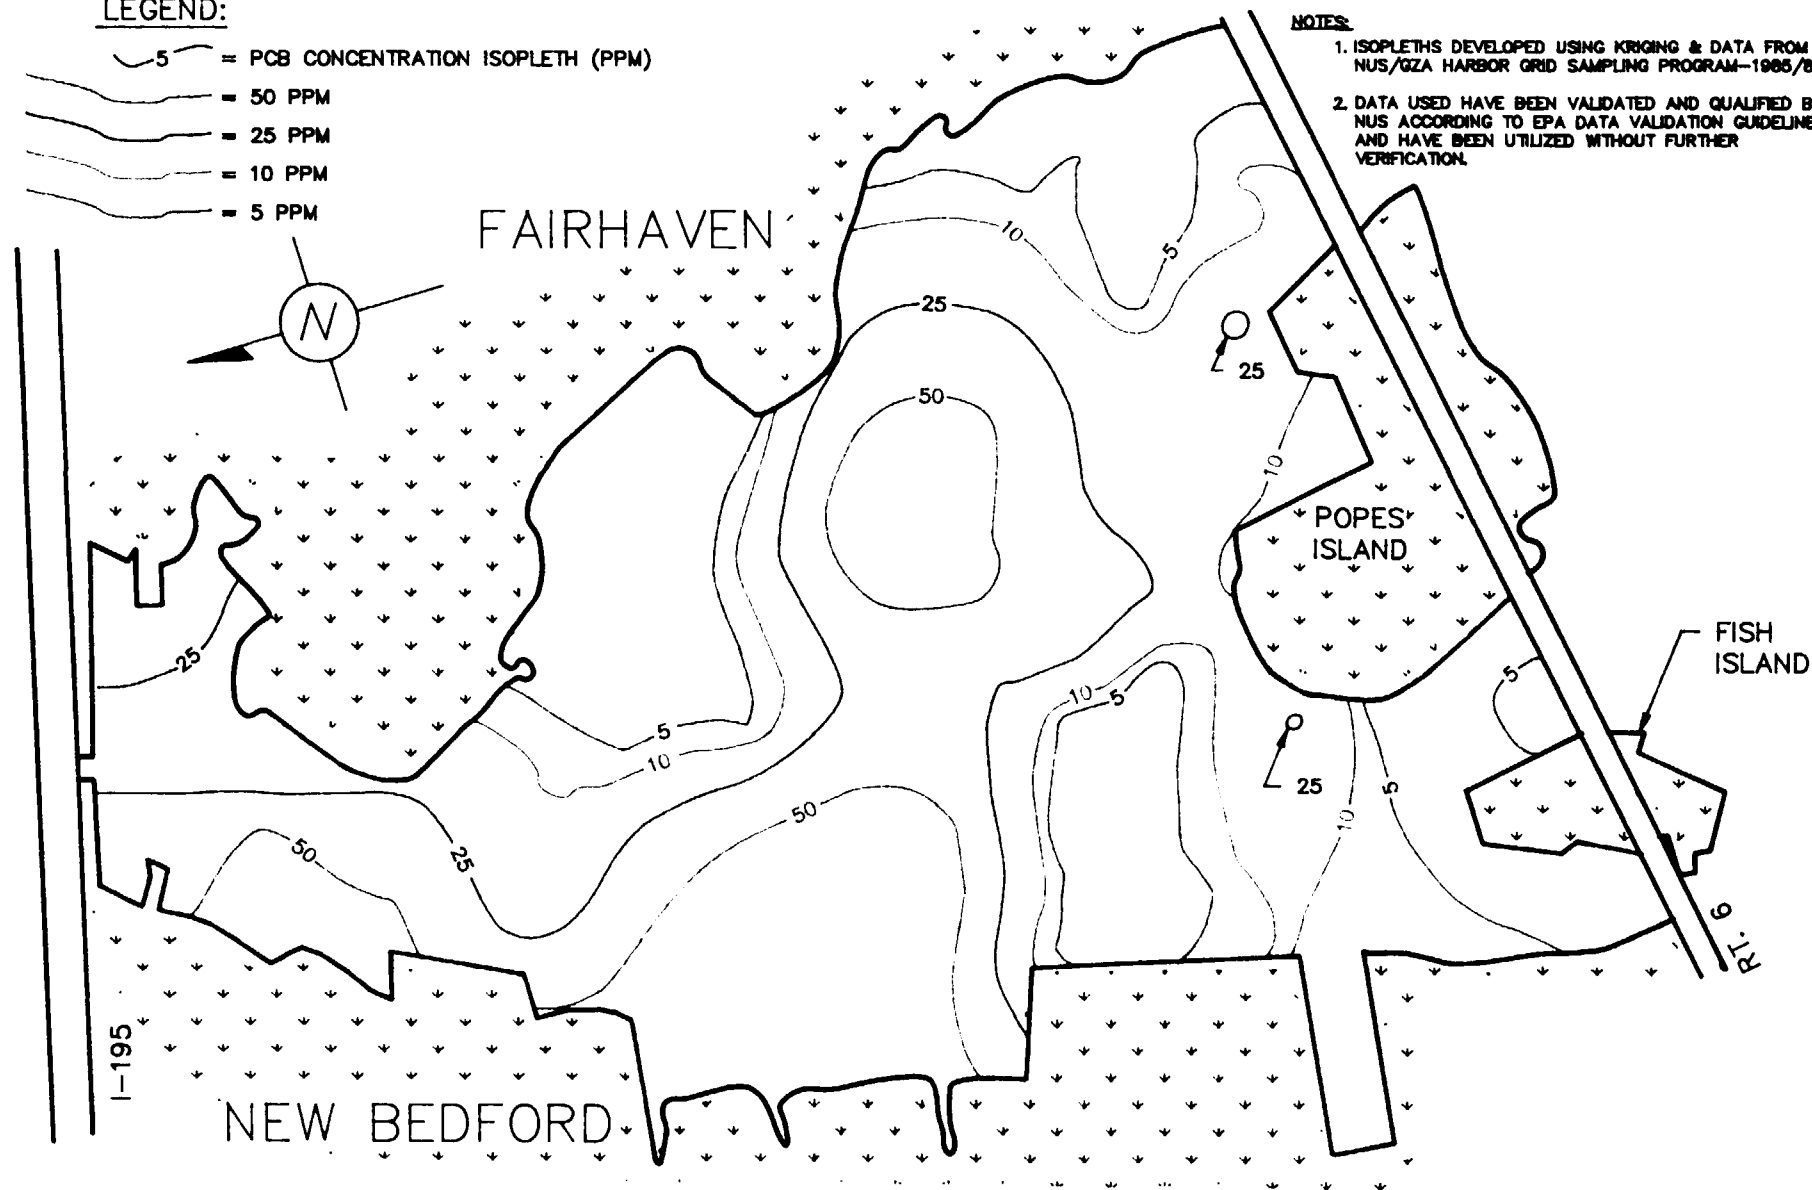 LEGEND:
5 = PCB CONCENTRATION ISOPLETH (PPM)
= 50 PPM
= 25 PPM
= 10 PPM
= 5 PPM
NOTES:
1. ISOPLETHS DEVELOPED USING KRIGING & DATA FROM
NUS/GZA HARBOR GRID SAMPLING PROGRAM—1985/8
2. DATA USED HAVE BEEN VALIDATED AND QUALIFIED B
NUS ACCORDING TO EPA DATA VALIDATION GUIDELINE
AND HAVE BEEN UTILIZED WITHOUT FURTHER
VERIFICATION.
FAIRHAVEN
N
10
5
25
25
50
10
POPES
ISLAND
FISH
ISLAND
25
5
10
5
5
10
25
50
10
5
50
25
RT. 6
I-195
NEW BEDFORD